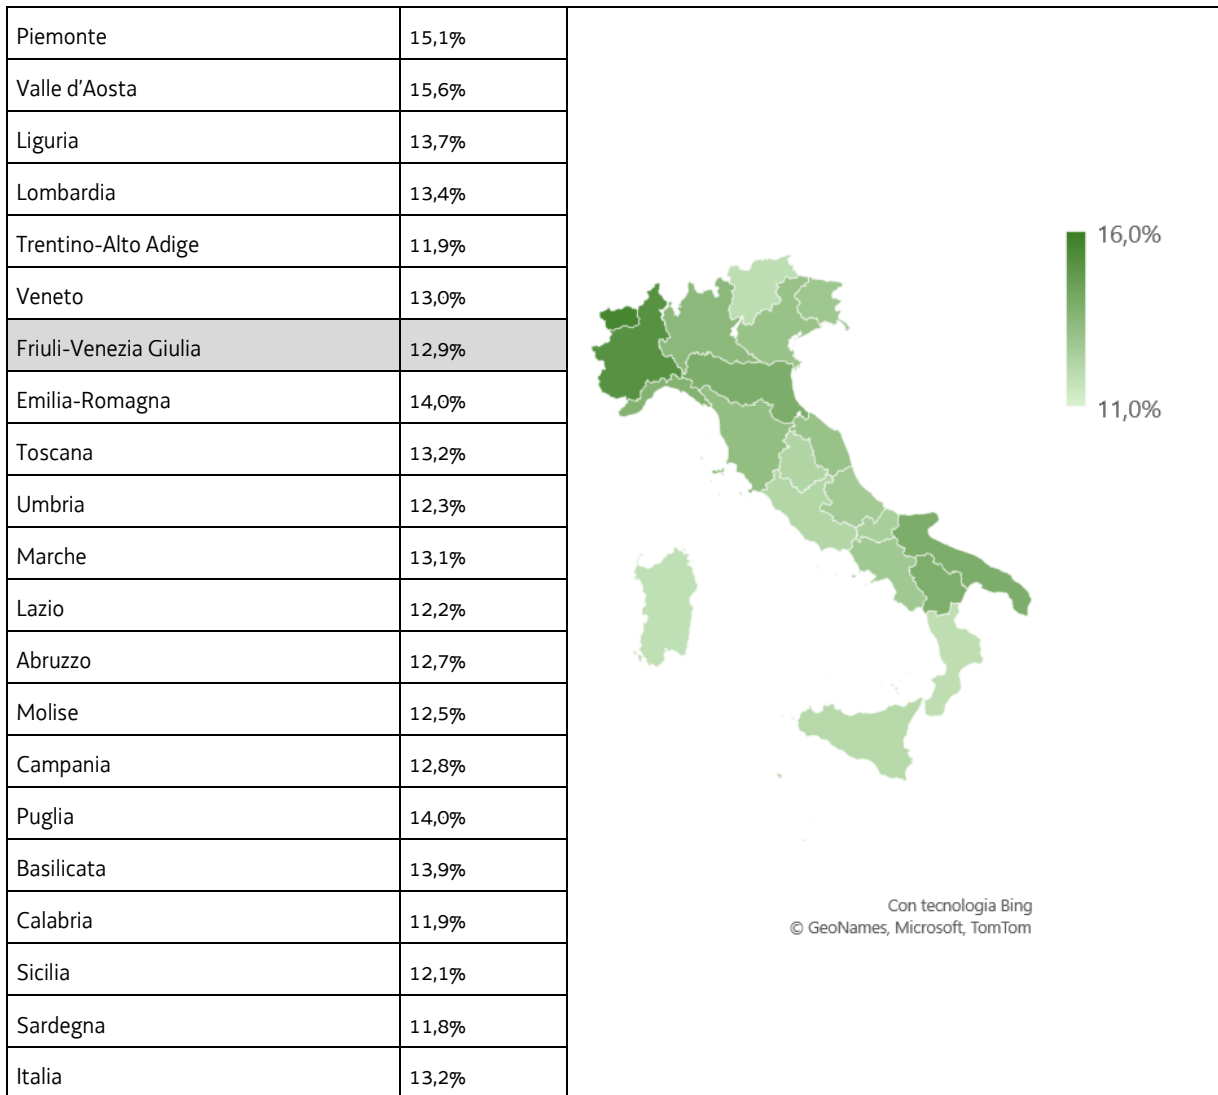 Piemonte 15,1%
Valle d'Aosta 15,6%
Liguria 13,7%
Lombardia 13,4%
Trentino-Alto Adige 11,9%
Veneto 13,0%
Friuli-Venezia Giulia 12,9%
Emilia-Romagna 14,0%
Toscana 13,2%
Umbria 12,3%
Marche 13,1%
Lazio 12,2%
Abruzzo 12,7%
Molise 12,5%
Campania 12,8%
Puglia 14,0%
Basilicata 13,9%
Calabria 11,9%
Sicilia 12,1%
Sardegna 11,8%
Italia 13,2%
16,0%
11,0%
Con tecnologia Bing
© GeoNames, Microsoft, TomTom